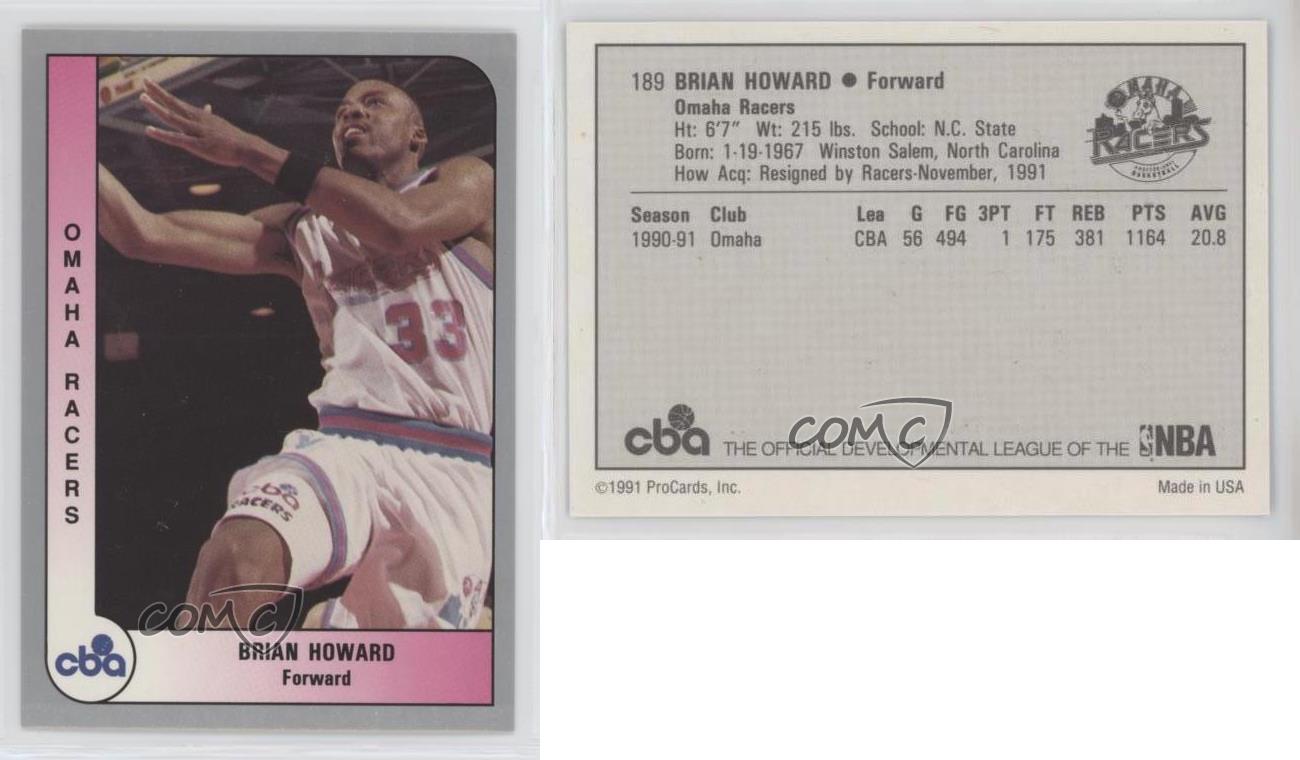 OMAHA RACERS
33
cba
RACERS
COMC
cba
BRIAN HOWARD
Forward
189 BRIAN HOWARD ● Forward
Omaha Racers
Ht: 6'7" Wt: 215 lbs. School: N.C. State
Born: 1-19-1967 Winston Salem, North Carolina
How Acq: Resigned by Racers-November, 1991
OMAHA
RACERS
PROFESSIONAL
BASKETBALL
Season Club Lea G FG 3PT FT REB PTS AVG
1990-91 Omaha CBA 56 494 1 175 381 1164 20.8
COMC
cba THE OFFICIAL DEVELOPMENTAL LEAGUE OF THE NBA
©1991 ProCards, Inc. Made in USA